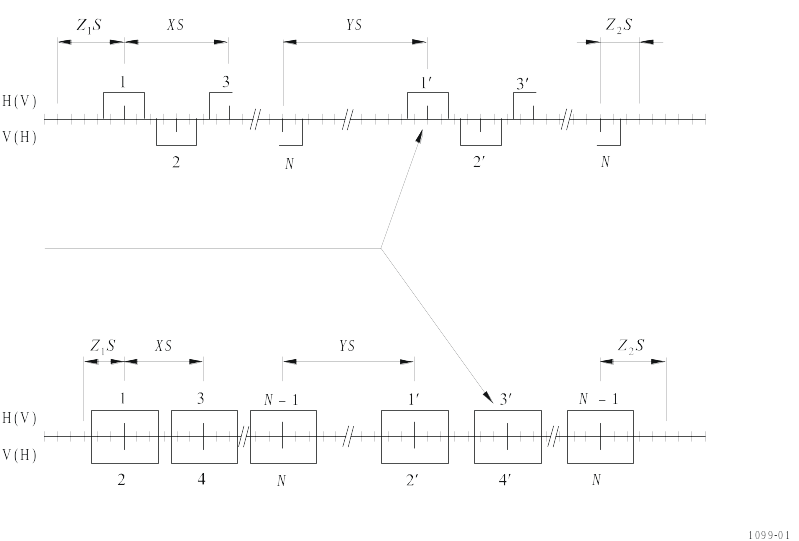 Z₁S XS YS Z₂S
1 3 1′ 3′
H(V)
V(H)
2 N 2′ N
Z₁S XS YS Z₂S
1 3 N – 1 1′ 3′ N – 1
H(V)
V(H)
2 4 N 2′ 4′ N
1099-01